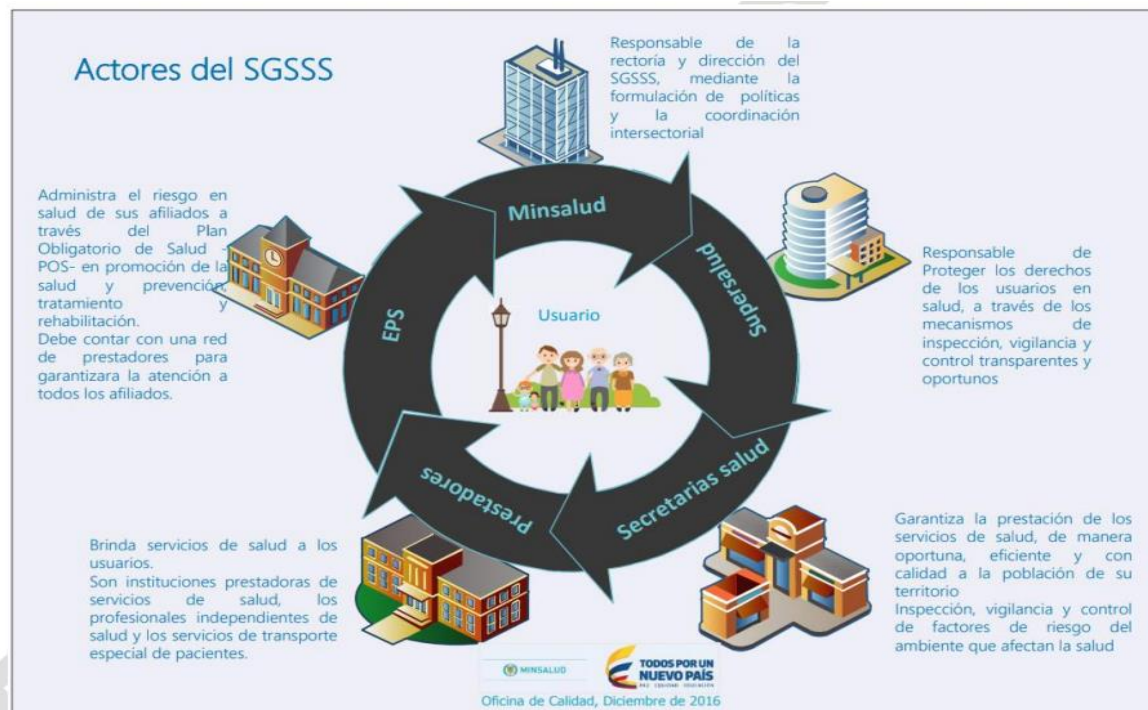 Actores del SGSSS
Responsable de la
rectoría y dirección del
SGSSS, mediante la
formulación de políticas
y la coordinación
intersectorial
Minsalud
Supersalud
Responsable de
Proteger los derechos
de los usuarios en
salud, a través de los
mecanismos de
inspección, vigilancia y
control transparentes y
oportunos
Secretarias salud
Garantiza la prestación de los
servicios de salud, de manera
oportuna, eficiente y con
calidad a la población de su
territorio
Inspección, vigilancia y control
de factores de riesgo del
ambiente que afectan la salud
Prestadores
Brinda servicios de salud a los
usuarios.
Son instituciones prestadoras de
servicios de salud, los
profesionales independientes de
salud y los servicios de transporte
especial de pacientes.
EPS
Administra el riesgo en
salud de sus afiliados a
través del Plan
Obligatorio de Salud -
POS- en promoción de la
salud y prevención,
tratamiento y
rehabilitación.
Debe contar con una red
de prestadores para
garantizara la atención a
todos los afiliados.
Usuario
MINSALUD
TODOS POR UN
NUEVO PAÍS
PAZ EQUIDAD EDUCACIÓN
Oficina de Calidad, Diciembre de 2016